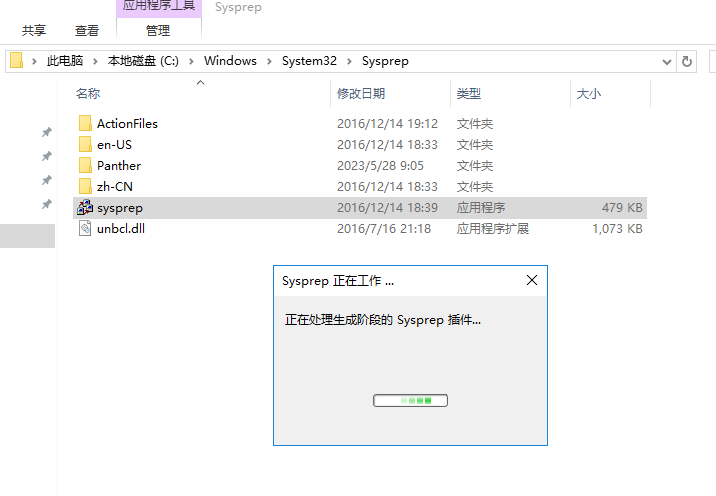 应用程序工具 Sysprep
共享 查看 管理
此电脑 本地磁盘 (C:) Windows System32 Sysprep
名称 修改日期 类型 大小
ActionFiles 2016/12/14 19:12 文件夹
en-US 2016/12/14 18:33 文件夹
Panther 2023/5/28 9:05 文件夹
zh-CN 2016/12/14 18:33 文件夹
sysprep 2016/12/14 18:39 应用程序 479 KB
unbcl.dll 2016/7/16 21:18 应用程序扩展 1,073 KB
Sysprep 正在工作 ...
正在处理生成阶段的 Sysprep 插件...